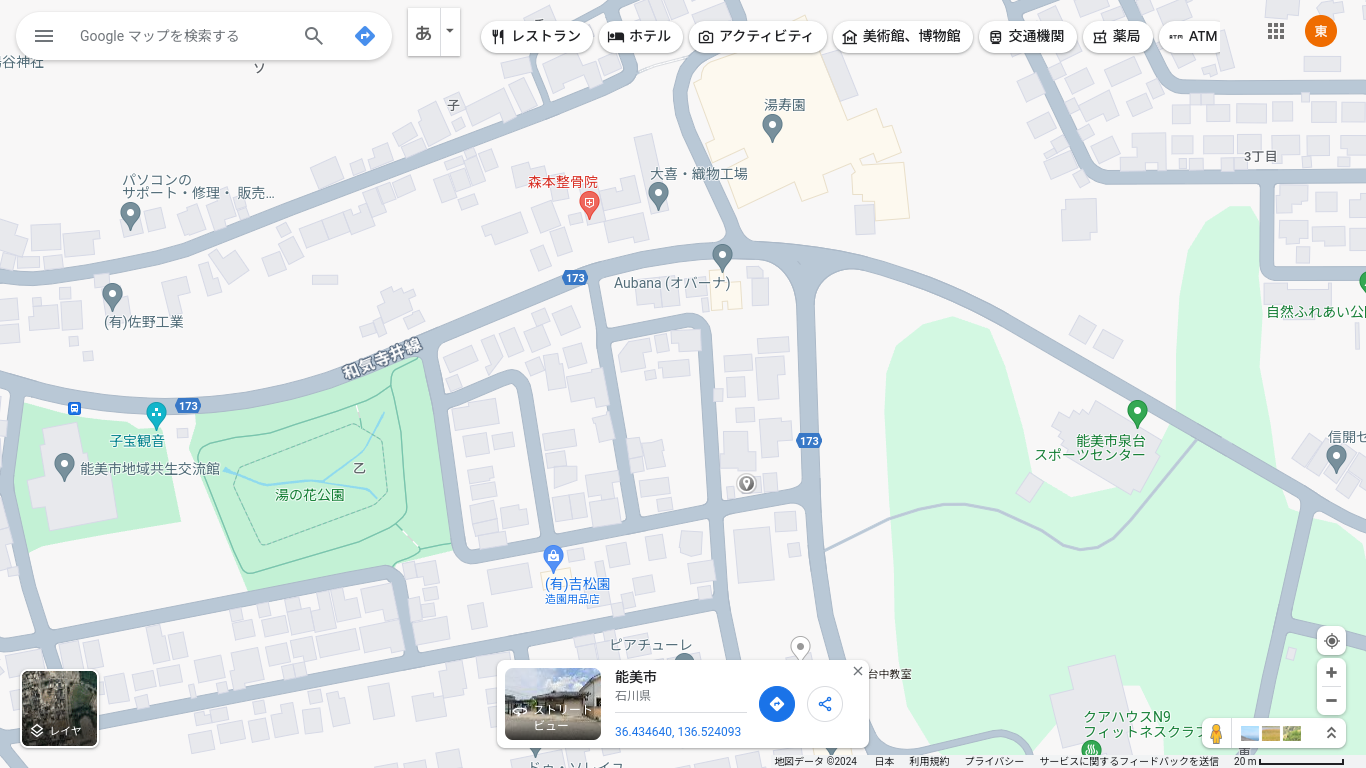 Google マップを検索する
あ
レストラン
ホテル
アクティビティ
美術館、博物館
交通機関
薬局
ATM
東
谷神社
ソ
子
湯寿園
3丁目
パソコンの
サポート・修理・ 販売...
森本整骨院
大喜・織物工場
173
Aubana (オバーナ)
(有)佐野工業
自然ふれあい公
和気寺井線
173
子宝観音
能美市地域共生交流館
乙
湯の花公園
173
能美市泉台
スポーツセンター
信開セ
(有)吉松園
造園用品店
ピアチューレ
台中教室
能美市
石川県
36.434640, 136.524093
ストリート
ビュー
レイヤ
クアハウスN9
フィットネスクラブ
ドゥ・ソレイユ
地図データ ©2024
日本
利用規約
プライバシー
サービスに関するフィードバックを送信
20 m